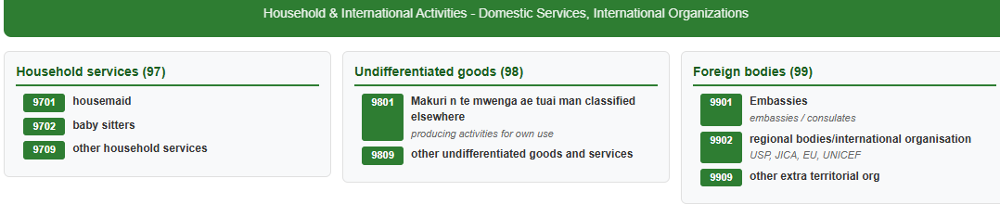 Household & International Activities - Domestic Services, International Organizations
Household services (97)
9701 housemaid
9702 baby sitters
9709 other household services
Undifferentiated goods (98)
9801 Makuri n te mwenga ae tuai man classified
elsewhere
producing activities for own use
9809 other undifferentiated goods and services
Foreign bodies (99)
9901 Embassies
embassies / consulates
9902 regional bodies/international organisation
USP, JICA, EU, UNICEF
9909 other extra territorial org